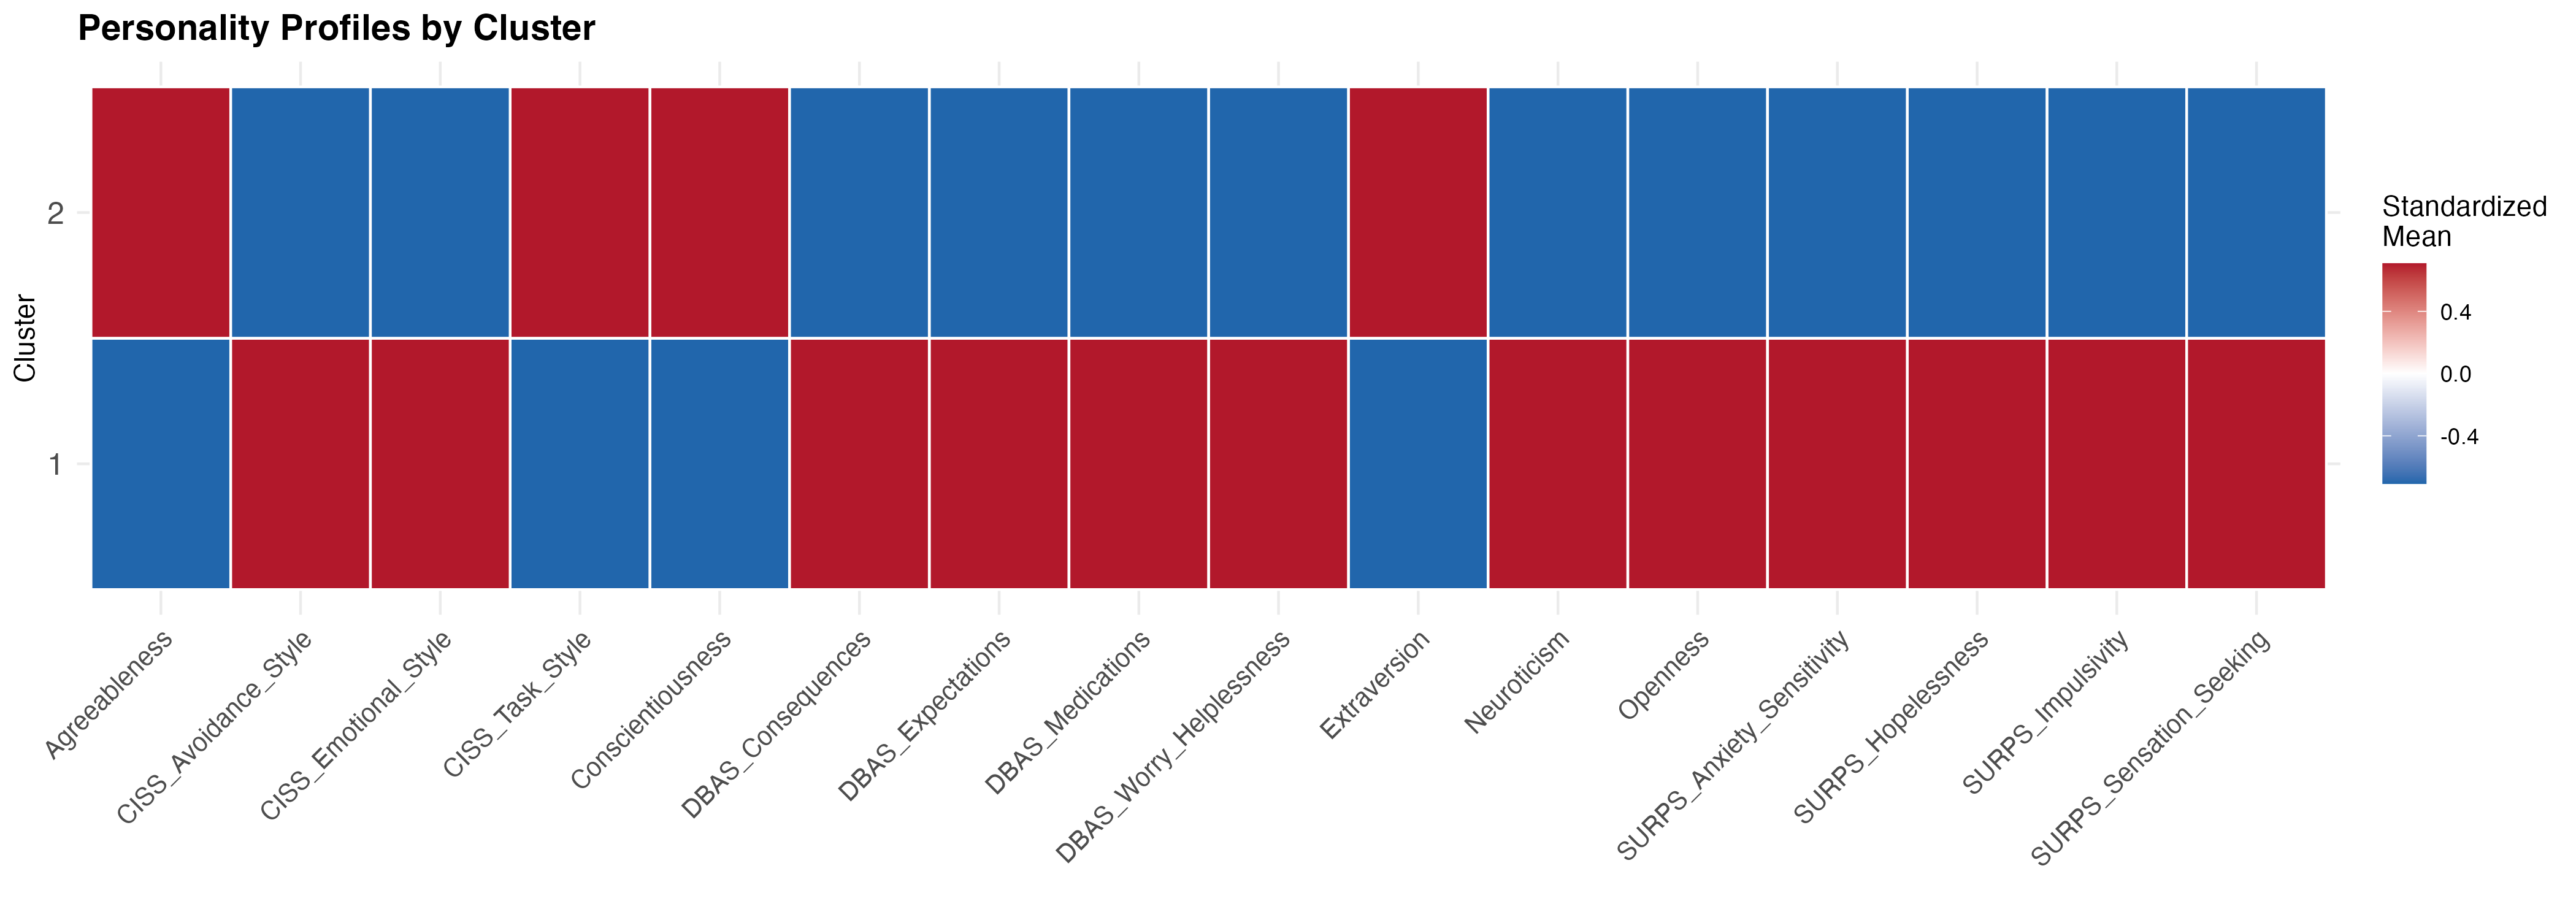 Personality Profiles by Cluster
Cluster
2
1
Agreeableness
CISS_Avoidance_Style
CISS_Emotional_Style
CISS_Task_Style
Conscientiousness
DBAS_Consequences
DBAS_Expectations
DBAS_Medications
DBAS_Worry_Helplessness
Extraversion
Neuroticism
Openness
SURPS_Anxiety_Sensitivity
SURPS_Hopelessness
SURPS_Impulsivity
SURPS_Sensation_Seeking
Standardized
Mean
0.4
0.0
-0.4